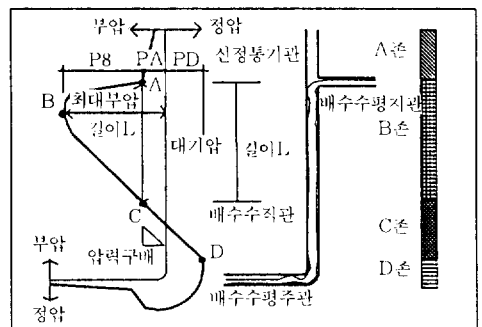 부압 정압
P8 PA PD
신정통기관
A
최대부압
B
길이L
대기압
길이L
배수수평지관
배수수직관
C
압력구배
D
부압
정압
배수수평주관
A존
B존
C존
D존